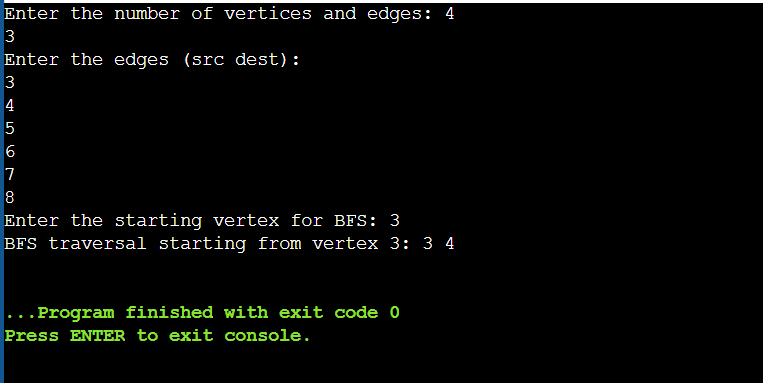 Enter the number of vertices and edges: 4
3
Enter the edges (src dest):
3
4
5
6
7
8
Enter the starting vertex for BFS: 3
BFS traversal starting from vertex 3: 3 4
...Program finished with exit code 0
Press ENTER to exit console.